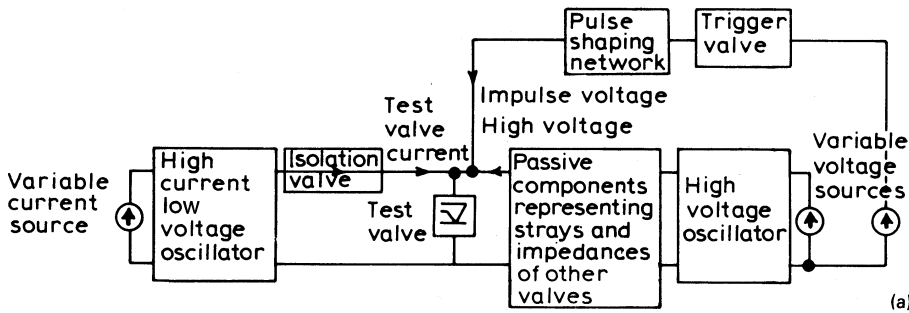 Pulse
shaping
network
Trigger
valve
Impulse voltage
High voltage
Test
valve
current
Variable
voltage
sources
Variable
current
source
High
current
low
voltage
oscillator
Isolation
valve
Test
valve
Passive
components
representing
strays and
impedances
of other
valves
High
voltage
oscillator
(a)